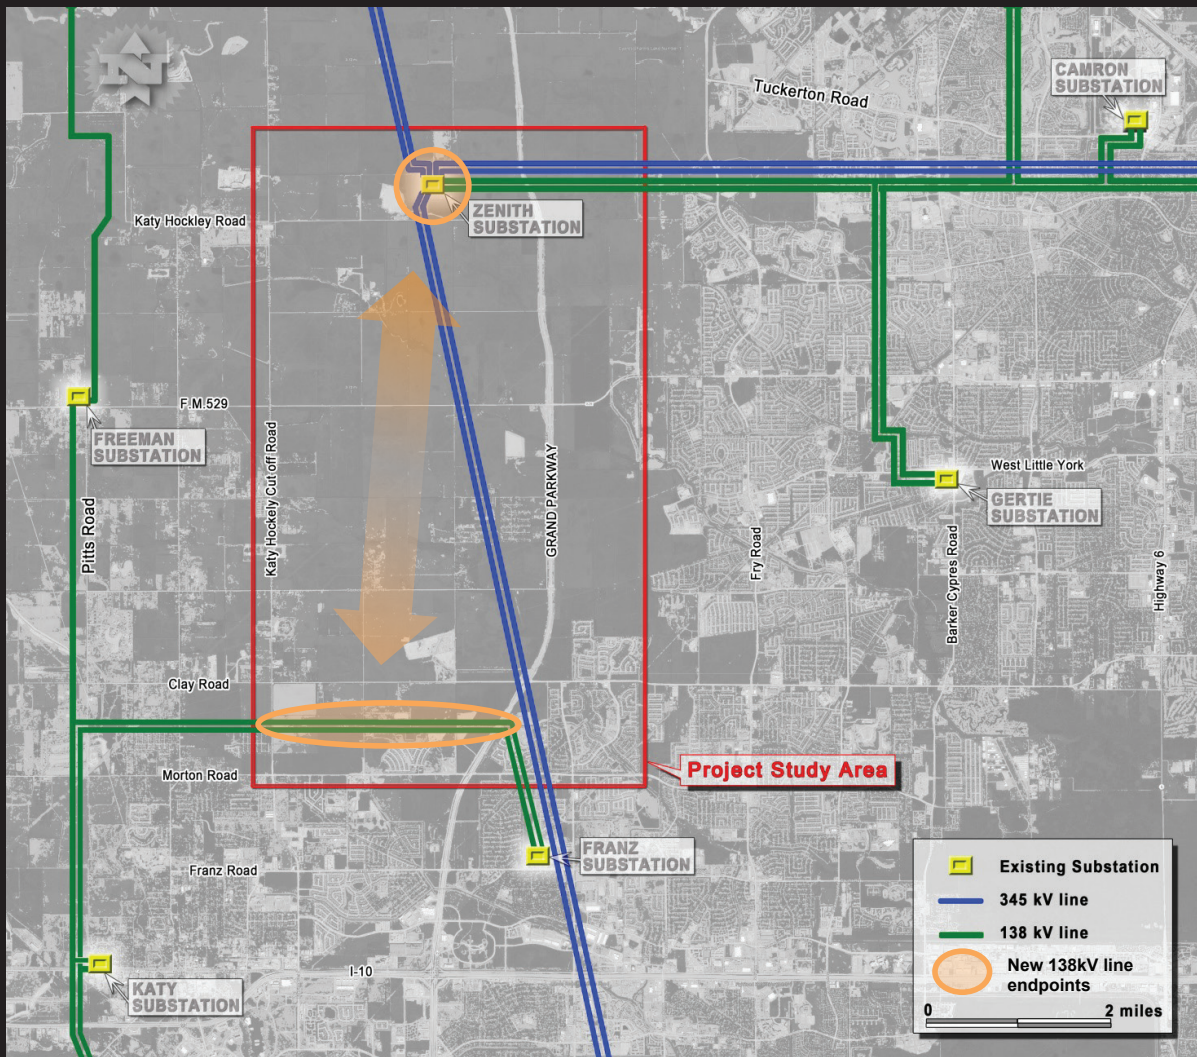 N
Tuckerton Road
CAMRON
SUBSTATION
Katy Hockley Road
ZENITH
SUBSTATION
F.M.529
FREEMAN
SUBSTATION
Katy Hockely Cut off Road
GRAND PARKWAY
West Little York
GERTIE
SUBSTATION
Pitts Road
Fry Road
Barker Cypres Road
Highway 6
Clay Road
Morton Road
Project Study Area
FRANZ
SUBSTATION
Franz Road
I-10
KATY
SUBSTATION
Existing Substation
345 kV line
138 kV line
New 138kV line
endpoints
0 2 miles